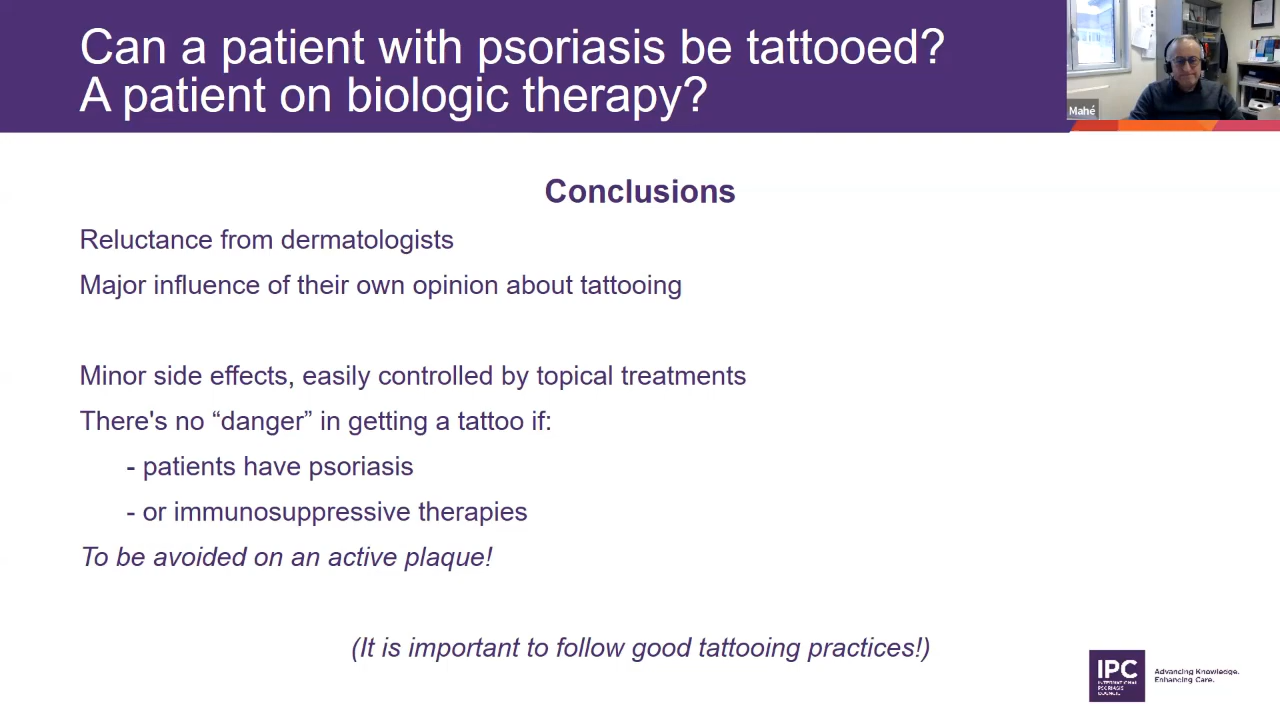 Can a patient with psoriasis be tattooed?
A patient on biologic therapy?
Mahé
Conclusions
Reluctance from dermatologists
Major influence of their own opinion about tattooing
Minor side effects, easily controlled by topical treatments
There's no “danger” in getting a tattoo if:
- patients have psoriasis
- or immunosuppressive therapies
To be avoided on an active plaque!
(It is important to follow good tattooing practices!)
IPC
INTERNATIONAL
PSORIASIS
COUNCIL
Advancing Knowledge.
Enhancing Care.